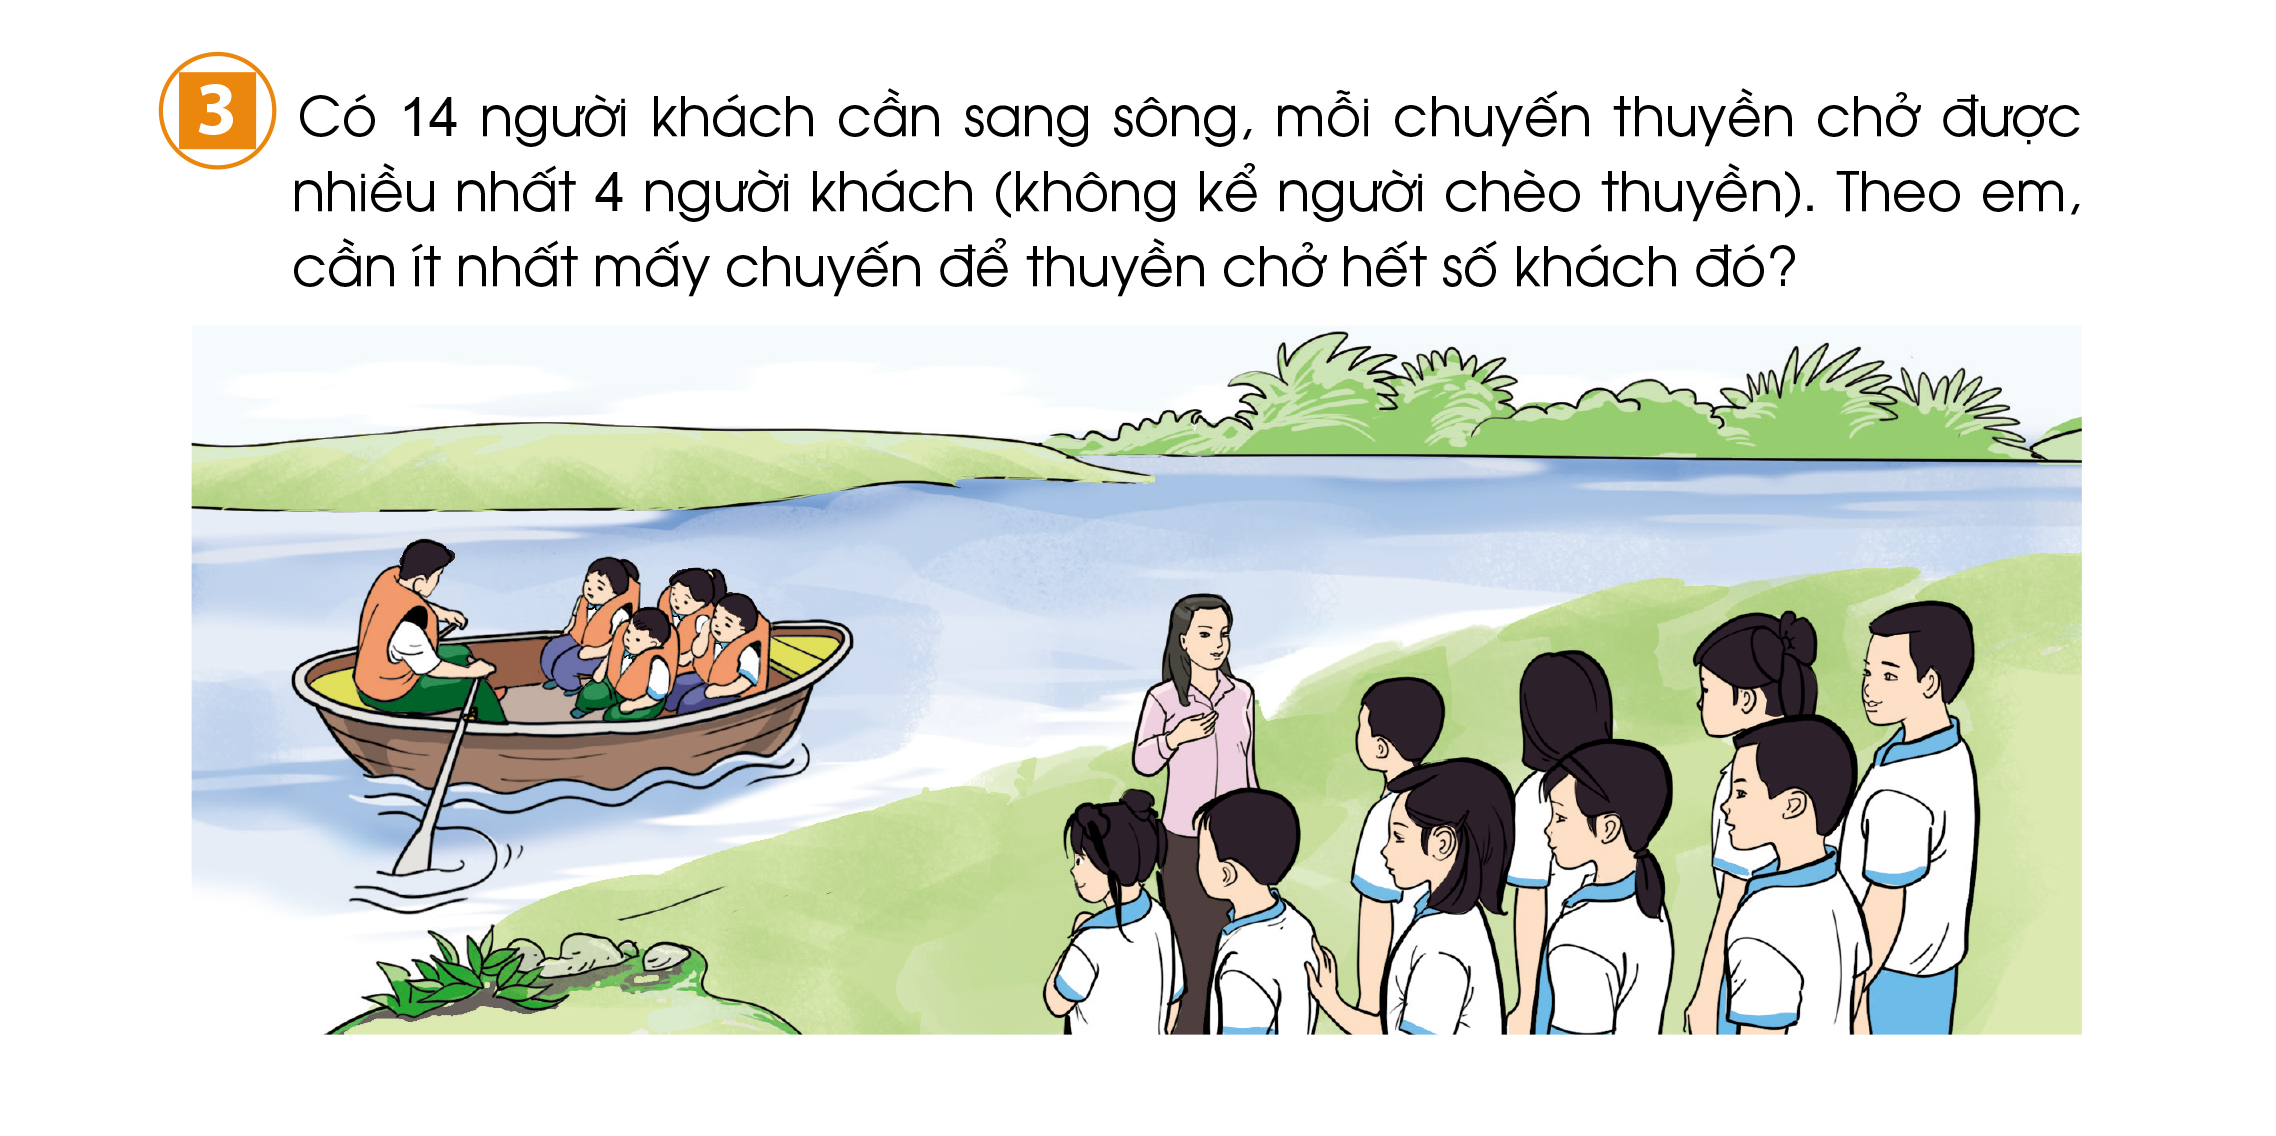 3 Có 14 người khách cần sang sông, mỗi chuyến thuyền chở được
nhiều nhất 4 người khách (không kể người chèo thuyền). Theo em,
cần ít nhất mấy chuyến để thuyền chở hết số khách đó?